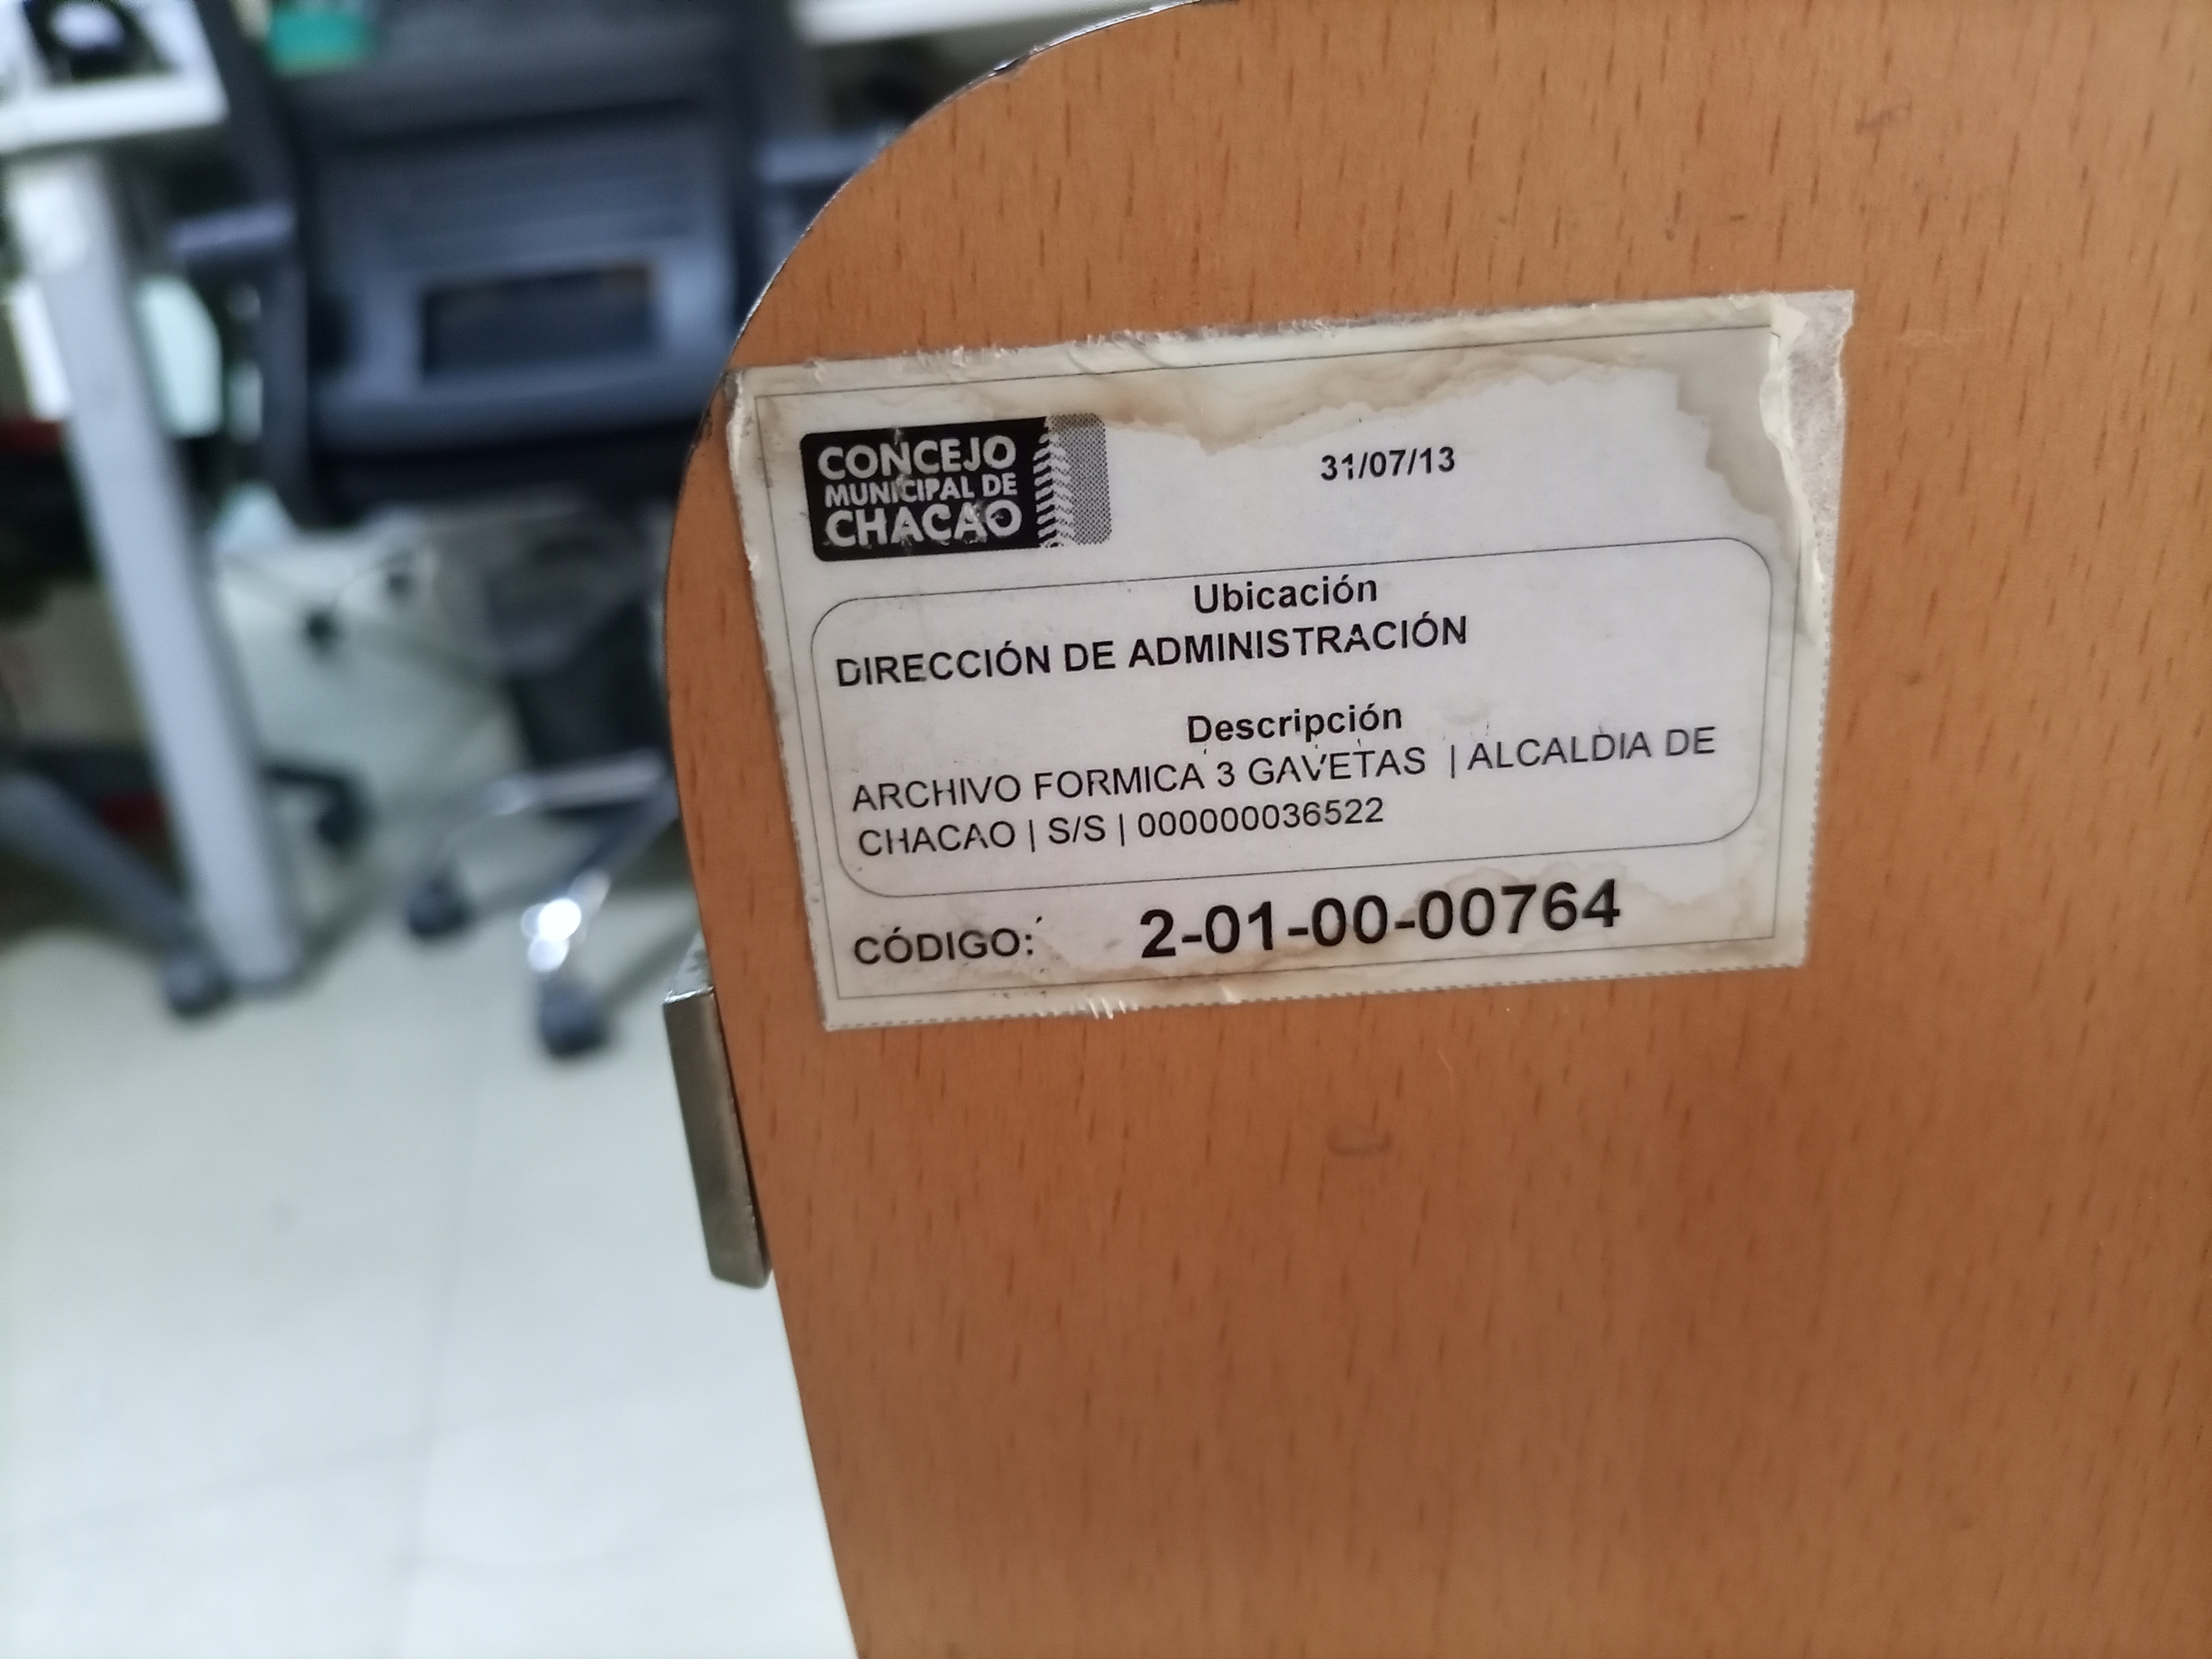 CONCEJO
MUNICIPAL DE
CHACAO
31/07/13
Ubicación
DIRECCIÓN DE ADMINISTRACIÓN
Descripción
ARCHIVO FORMICA 3 GAVETAS | ALCALDIA DE
CHACAO | S/S | 000000036522
CÓDIGO: 2-01-00-00764